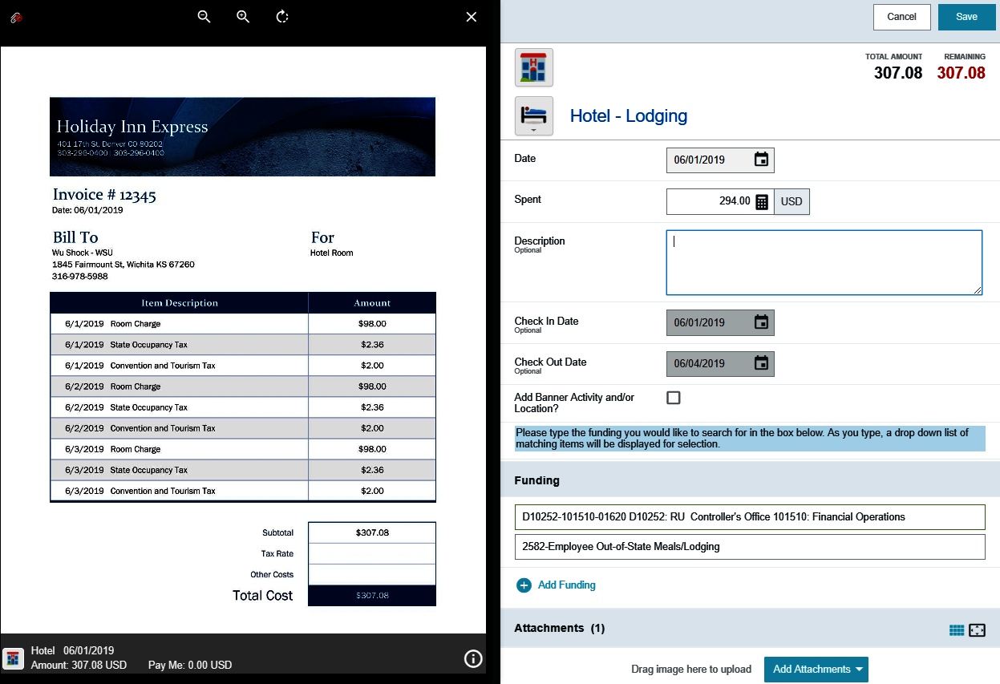 Holiday Inn Express
401 17th St, Denver CO 80202
303-296-0400 | 303-296-0400
Invoice # 12345
Date: 06/01/2019
Bill To
Wu Shock - WSU
1845 Fairmount St, Wichita KS 67260
316-978-5988
For
Hotel Room
Item Description Amount
6/1/2019 Room Charge $98.00
6/1/2019 State Occupancy Tax $2.36
6/1/2019 Convention and Tourism Tax $2.00
6/2/2019 Room Charge $98.00
6/2/2019 State Occupancy Tax $2.36
6/2/2019 Convention and Tourism Tax $2.00
6/3/2019 Room Charge $98.00
6/3/2019 State Occupancy Tax $2.36
6/3/2019 Convention and Tourism Tax $2.00
Subtotal $307.08
Tax Rate
Other Costs
Total Cost $307.08
Hotel 06/01/2019
Amount: 307.08 USD Pay Me: 0.00 USD
Cancel Save
TOTAL AMOUNT REMAINING
307.08 307.08
Hotel - Lodging
Date 06/01/2019
Spent 294.00 USD
Description
Optional
Check In Date 06/01/2019
Optional
Check Out Date 06/04/2019
Optional
Add Banner Activity and/or
Location?
Please type the funding you would like to search for in the box below. As you type, a drop down list of
matching items will be displayed for selection.
Funding
D10252-101510-01620 D10252: RU Controller's Office 101510: Financial Operations
2582-Employee Out-of-State Meals/Lodging
Add Funding
Attachments (1)
Drag image here to upload Add Attachments